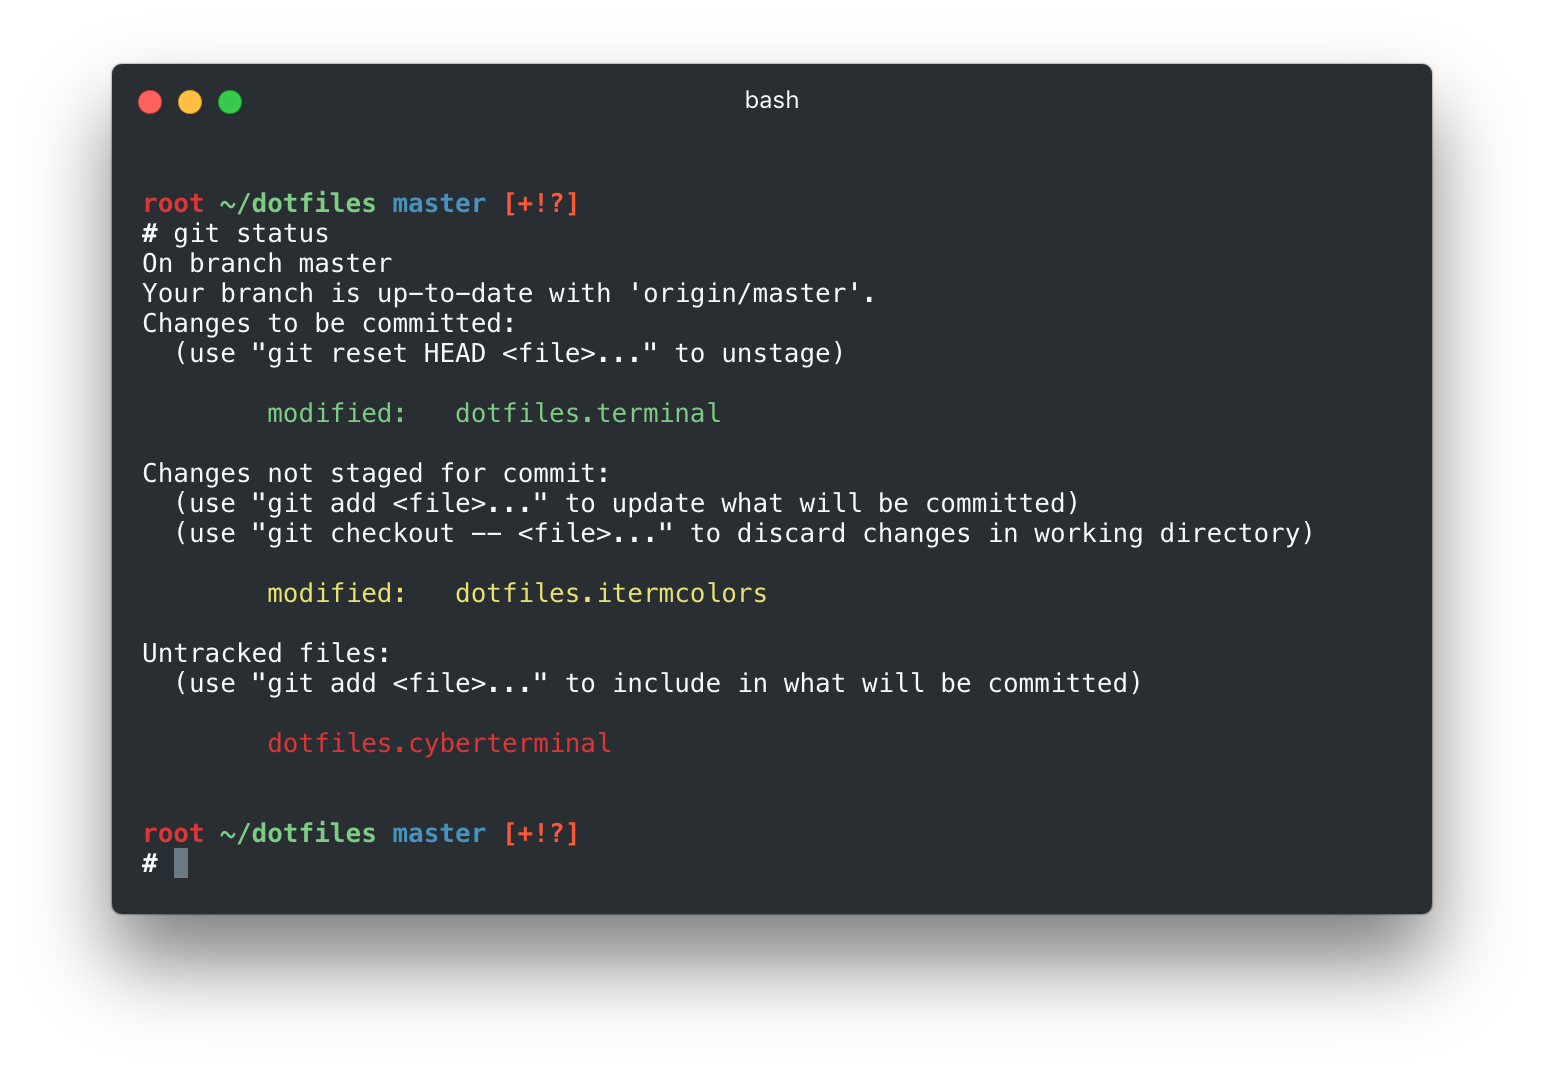 bash
root ~/dotfiles master [+!?]
# git status
On branch master
Your branch is up-to-date with 'origin/master'.
Changes to be committed:
  (use "git reset HEAD <file>..." to unstage)
        modified:   dotfiles.terminal
Changes not staged for commit:
  (use "git add <file>..." to update what will be committed)
  (use "git checkout -- <file>..." to discard changes in working directory)
        modified:   dotfiles.itermcolors
Untracked files:
  (use "git add <file>..." to include in what will be committed)
        dotfiles.cyberterminal
root ~/dotfiles master [+!?]
#